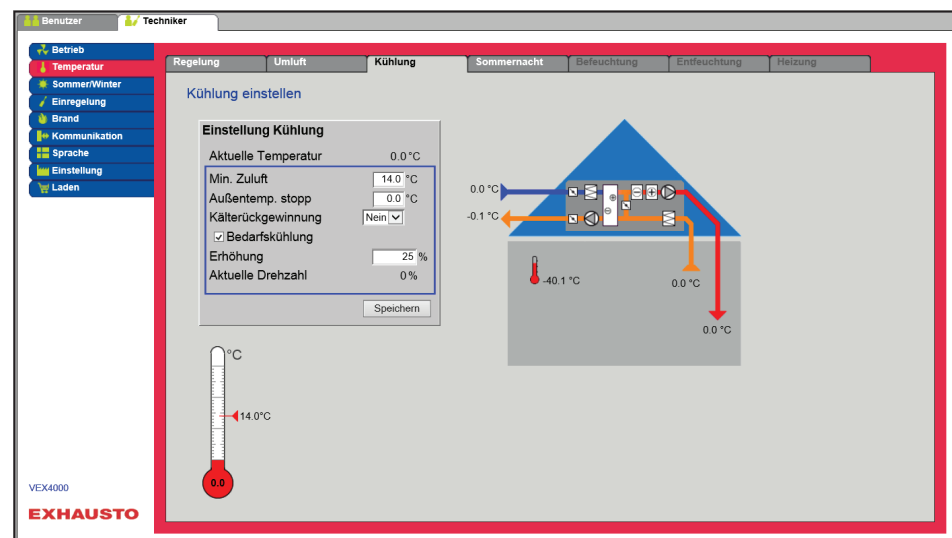 Benutzer Techniker
Betrieb
Temperatur
Sommer/Winter
Einregelung
Brand
Kommunikation
Sprache
Einstellung
Laden
Regelung Umluft Kühlung Sommernacht Befeuchtung Entfeuchtung Heizung
Kühlung einstellen
Einstellung Kühlung
Aktuelle Temperatur 0.0°C
Min. Zuluft 14.0 °C
Außentemp. stopp 0.0 °C
Kälterückgewinnung Nein
Bedarfskühlung
Erhöhung 25 %
Aktuelle Drehzahl 0%
Speichern
0.0 °C
-0.1 °C
-40.1 °C
0.0 °C
0.0 °C
°C
14.0°C
0.0
VEX4000
EXHAUSTO